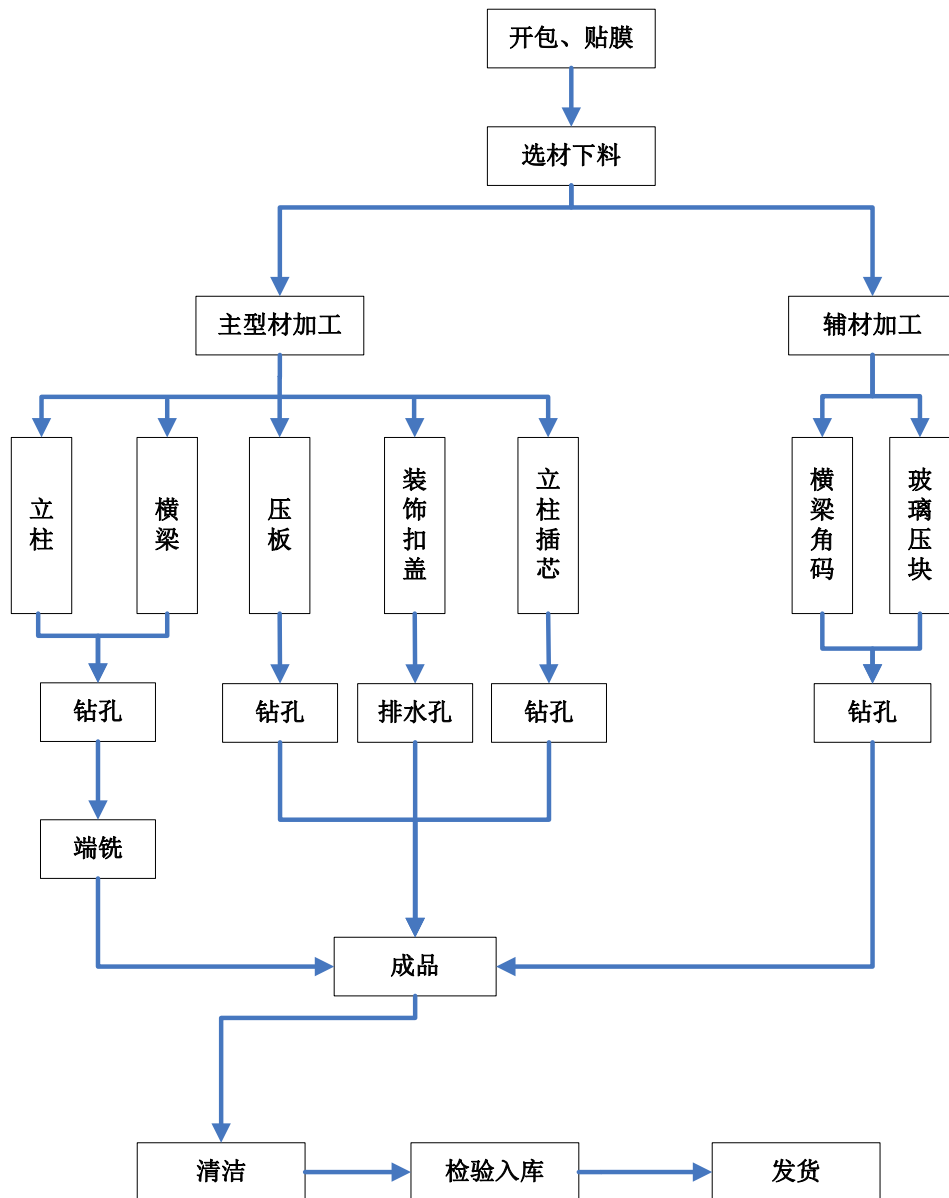 开包、贴膜
选材下料
主型材加工
辅材加工
立柱
横梁
压板
装饰扣盖
立柱插芯
横梁角码
玻璃压块
钻孔
钻孔
排水孔
钻孔
钻孔
端铣
成品
清洁
检验入库
发货